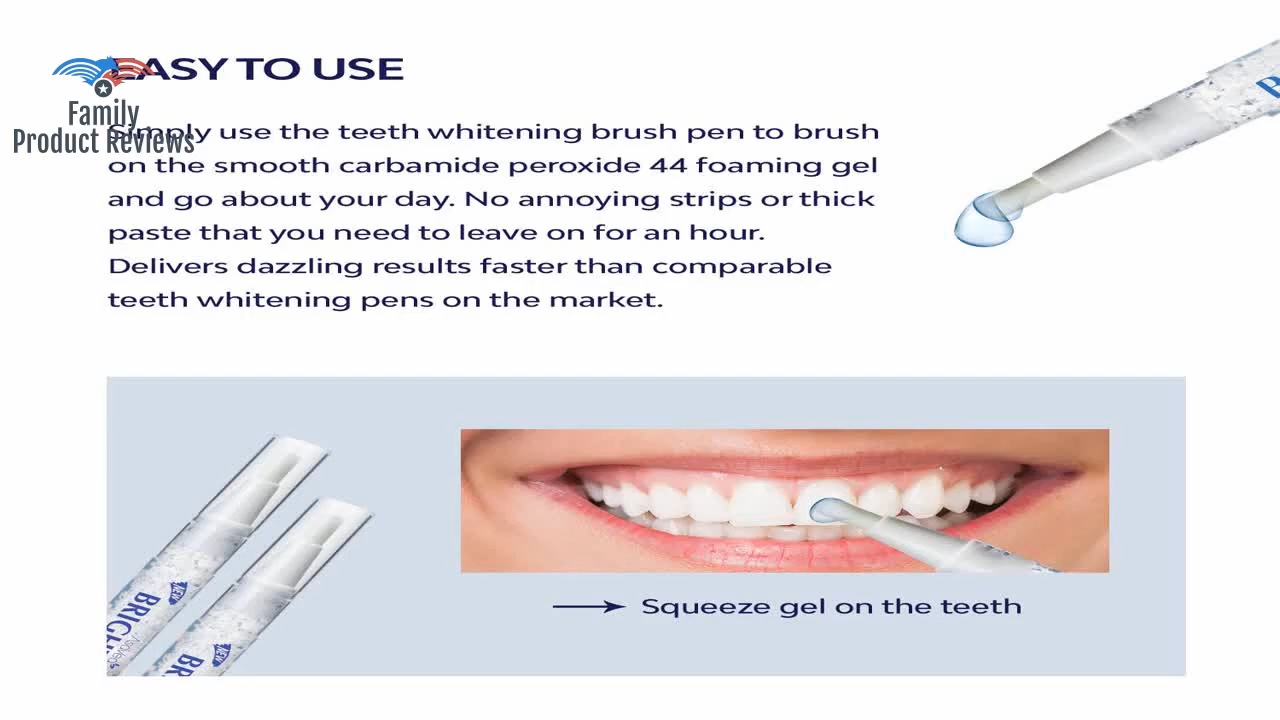 EASY TO USE
Family
Product Reviews
Simply use the teeth whitening brush pen to brush
on the smooth carbamide peroxide 44 foaming gel
and go about your day. No annoying strips or thick
paste that you need to leave on for an hour.
Delivers dazzling results faster than comparable
teeth whitening pens on the market.
NEW
NEW
Squeeze gel on the teeth